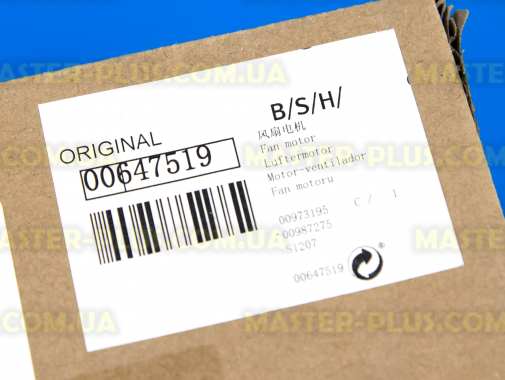 B/S/H/
ORIGINAL
00647519
风扇电机
Fan motor
Luftermotor
Motor-ventilador
Fan motoru
00973195 C / 1
00987275
S1207
00647519 ®
MASTER-PLUS.COM.UA